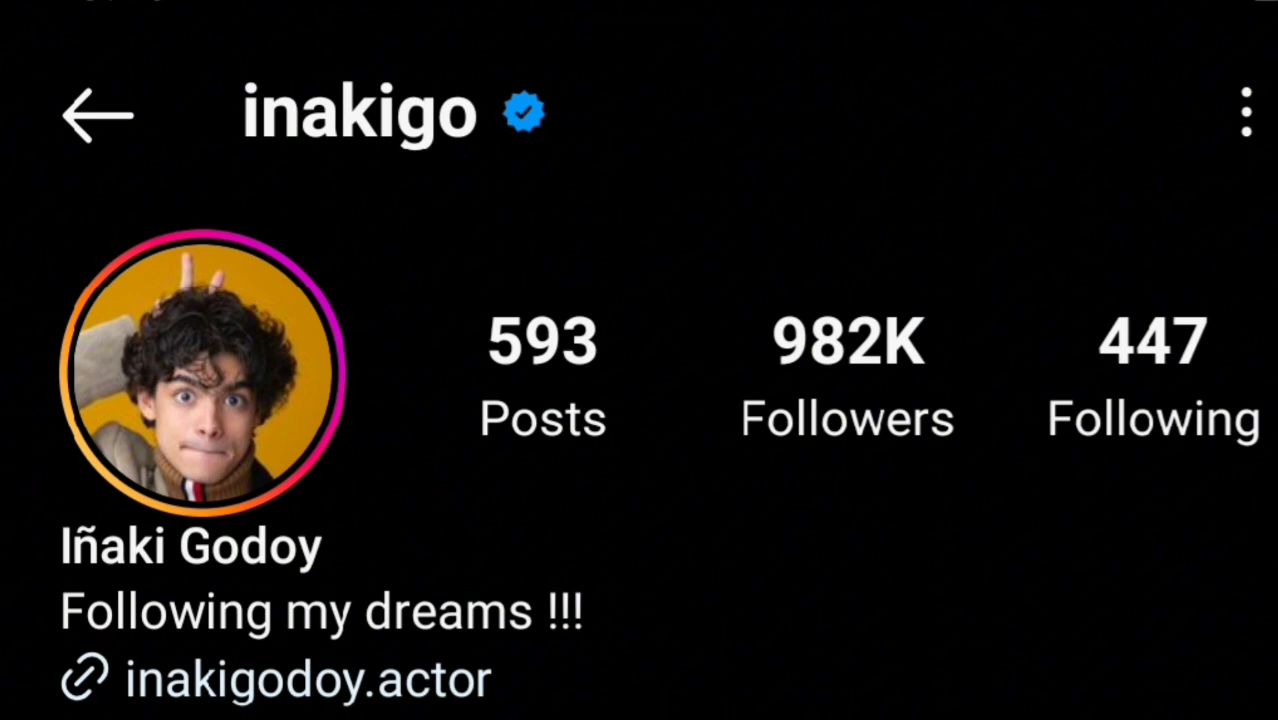 inakigo
593 982K 447
Posts Followers Following
Iñaki Godoy
Following my dreams !!!
inakigodoy.actor